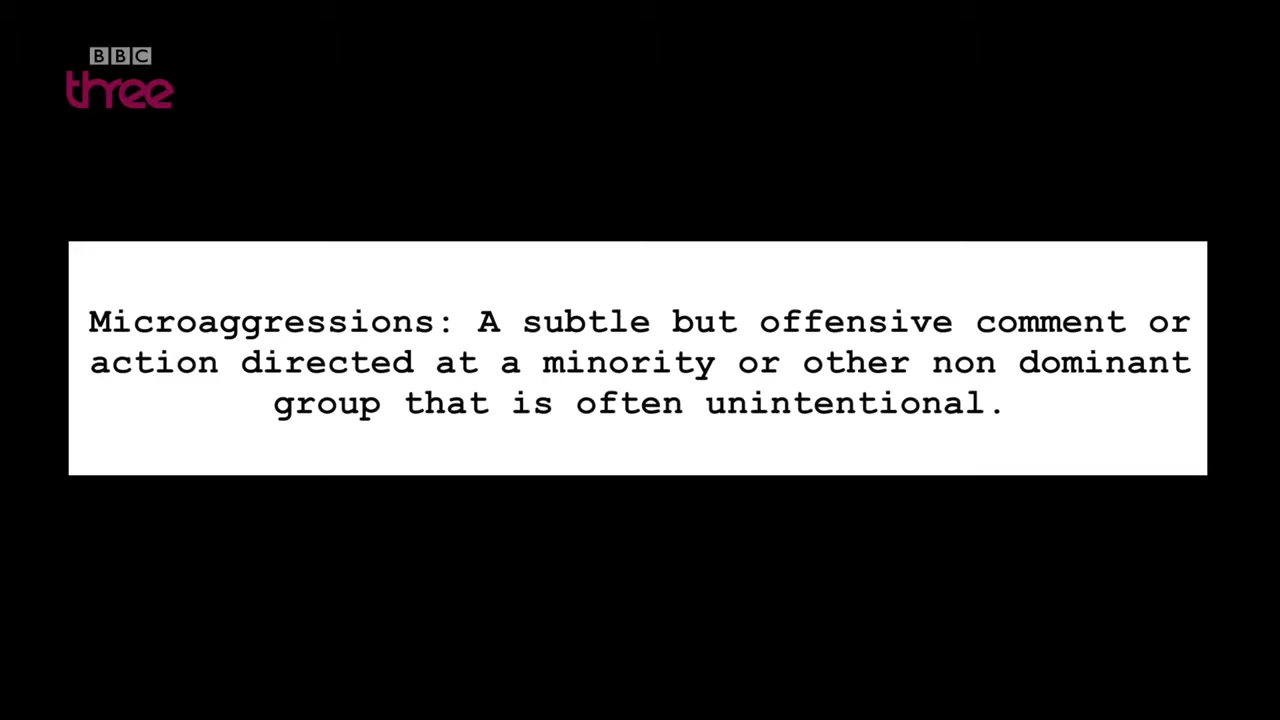 BBC
three
Microaggressions: A subtle but offensive comment or
action directed at a minority or other non dominant
group that is often unintentional.